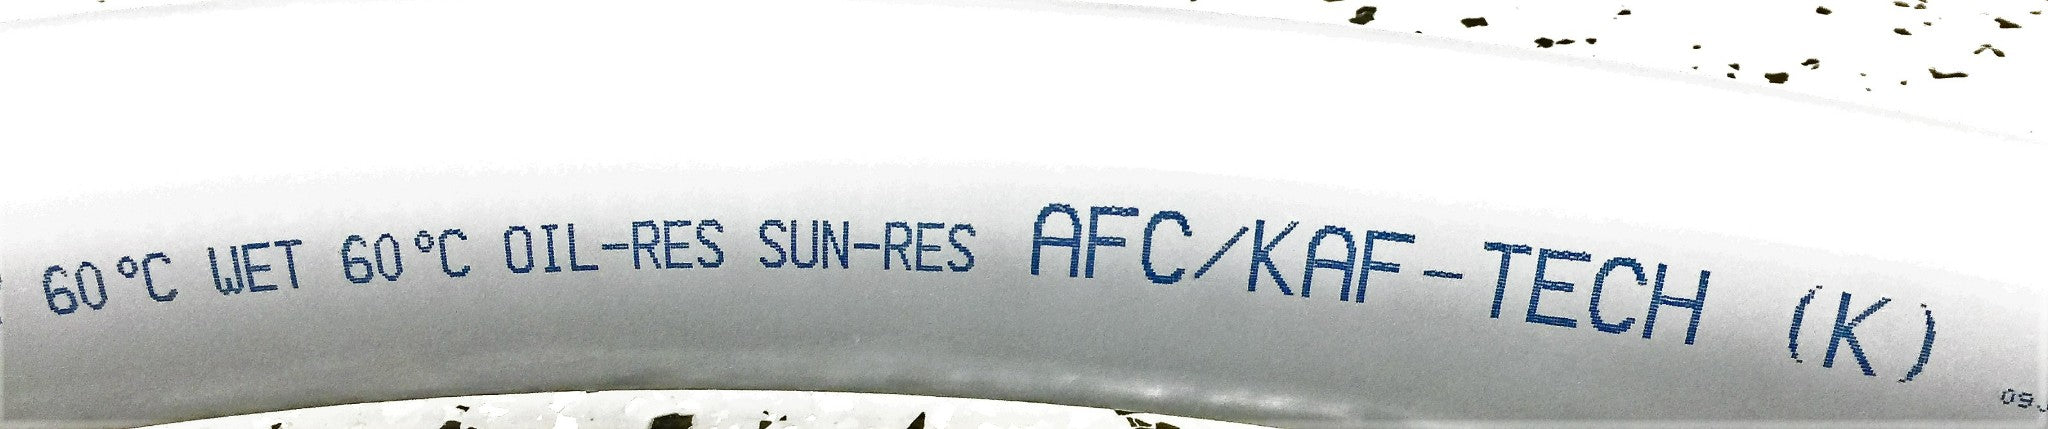 60°C WET 60°C OIL-RES SUN-RES AFC/KAF-TECH (K)